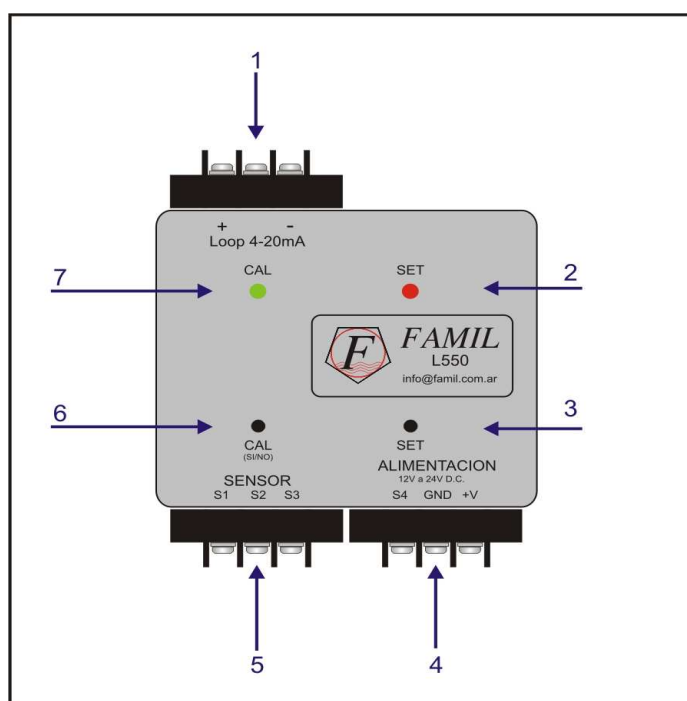 1
+ -
Loop 4-20mA
CAL SET
7 2
F FAMIL
L550
info@famil.com.ar
6 3
CAL SET
(SI/NO)
SENSOR ALIMENTACION
12V a 24V D.C.
S1 S2 S3 S4 GND +V
5 4